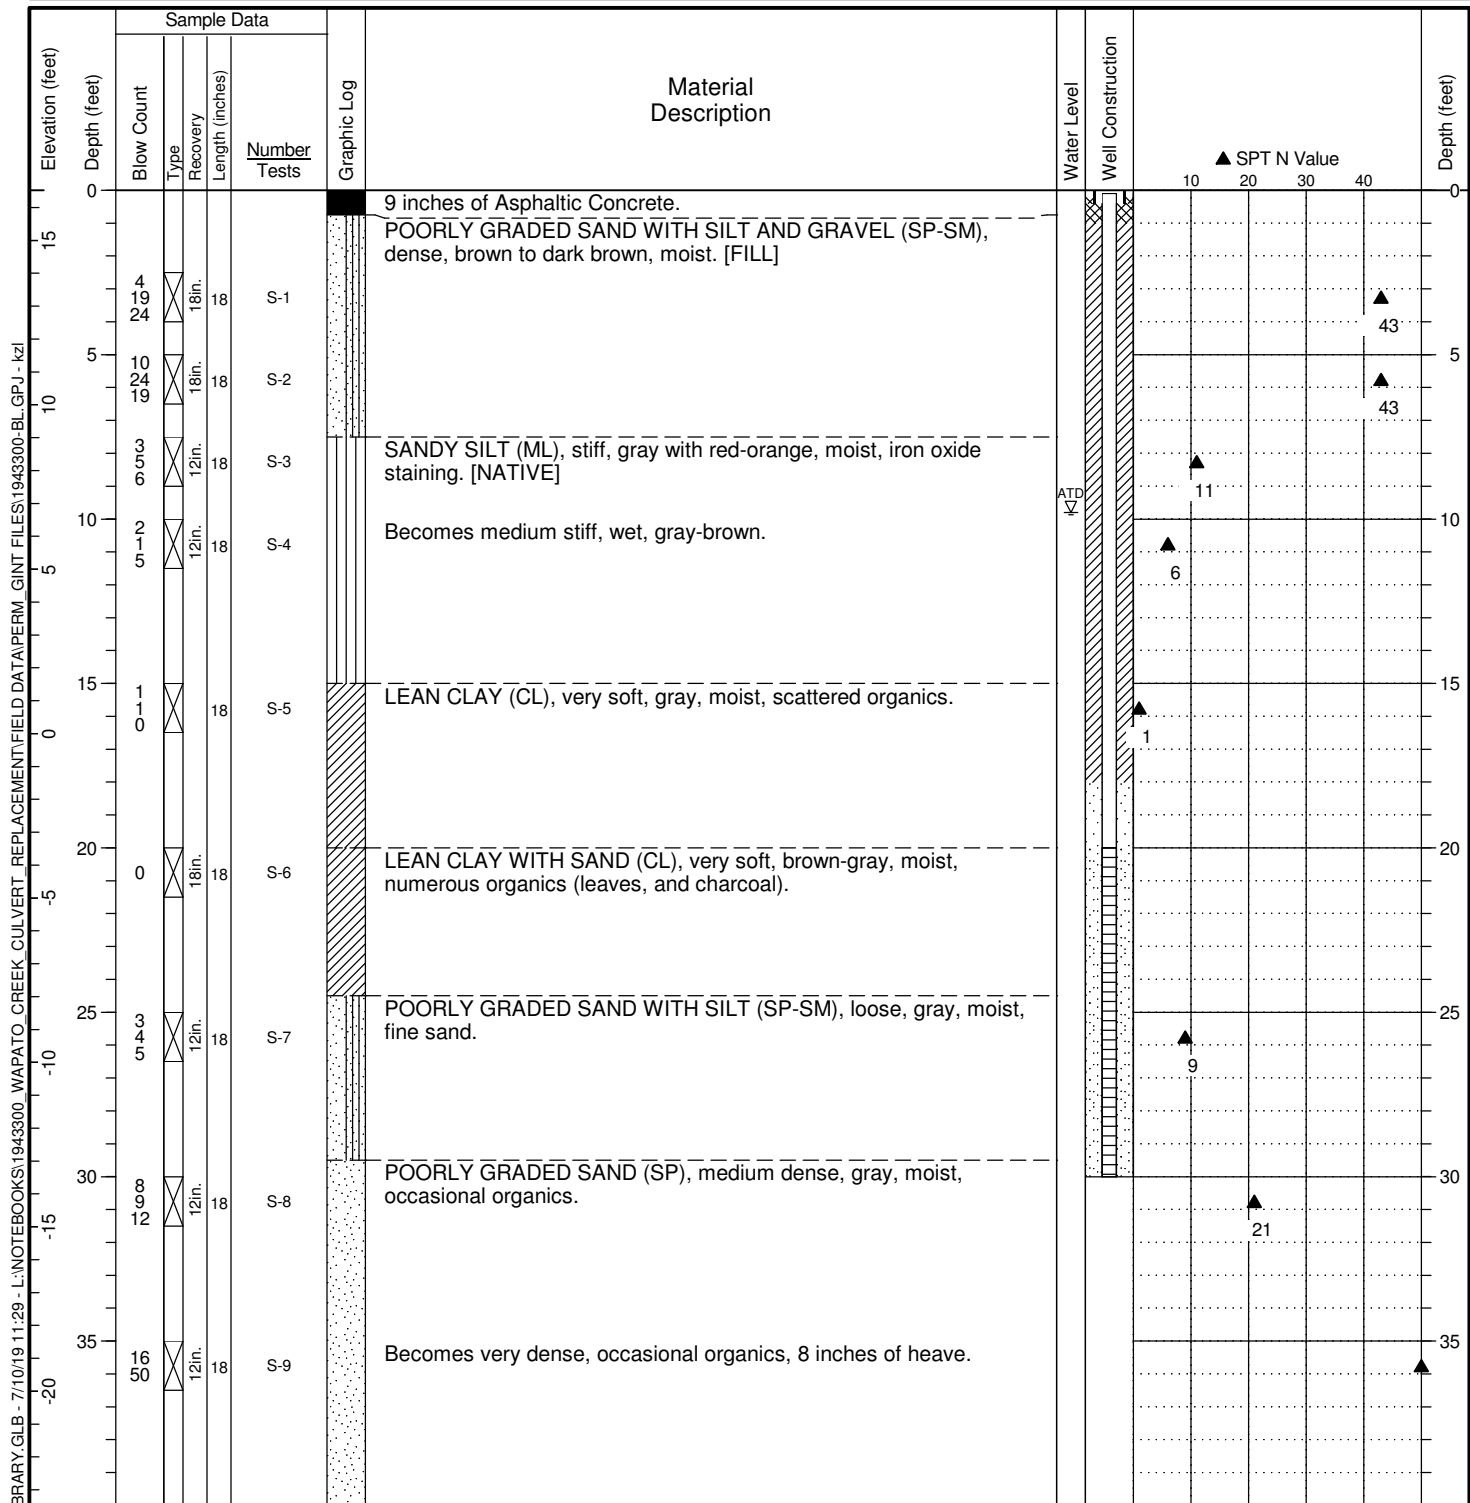 Sample Data
Elevation (feet)
Depth (feet)
Blow Count
Type
Recovery
Length (inches)
Number
Tests
Graphic Log
Material
Description
Water Level
Well Construction
▲ SPT N Value
Depth (feet)
10 20 30 40
0 0
9 inches of Asphaltic Concrete.
POORLY GRADED SAND WITH SILT AND GRAVEL (SP-SM),
dense, brown to dark brown, moist. [FILL]
15
4
19
24
18in.
18
S-1
43
5 5
10
24
19
18in.
18
S-2
43
10
3
5
6
12in.
18
S-3
SANDY SILT (ML), stiff, gray with red-orange, moist, iron oxide
staining. [NATIVE]
11
ATD
10 10
2
1
5
12in.
18
S-4
Becomes medium stiff, wet, gray-brown.
6
5
15 15
1
1
0
18
S-5
LEAN CLAY (CL), very soft, gray, moist, scattered organics.
1
0
20 20
0
18in.
18
S-6
LEAN CLAY WITH SAND (CL), very soft, brown-gray, moist,
numerous organics (leaves, and charcoal).
-5
25 25
3
4
5
12in.
18
S-7
POORLY GRADED SAND WITH SILT (SP-SM), loose, gray, moist,
fine sand.
9
-10
30 30
8
9
12
12in.
18
S-8
POORLY GRADED SAND (SP), medium dense, gray, moist,
occasional organics.
21
-15
35 35
16
50
12in.
18
S-9
Becomes very dense, occasional organics, 8 inches of heave.
-20
BRARY.GLB - 7/10/19 11:29 - L:\NOTEBOOKS\1943300_WAPATO_CREEK_CULVERT_REPLACEMENT\FIELD DATA\PERM_GINT FILES\1943300-BL.GPJ - kzl